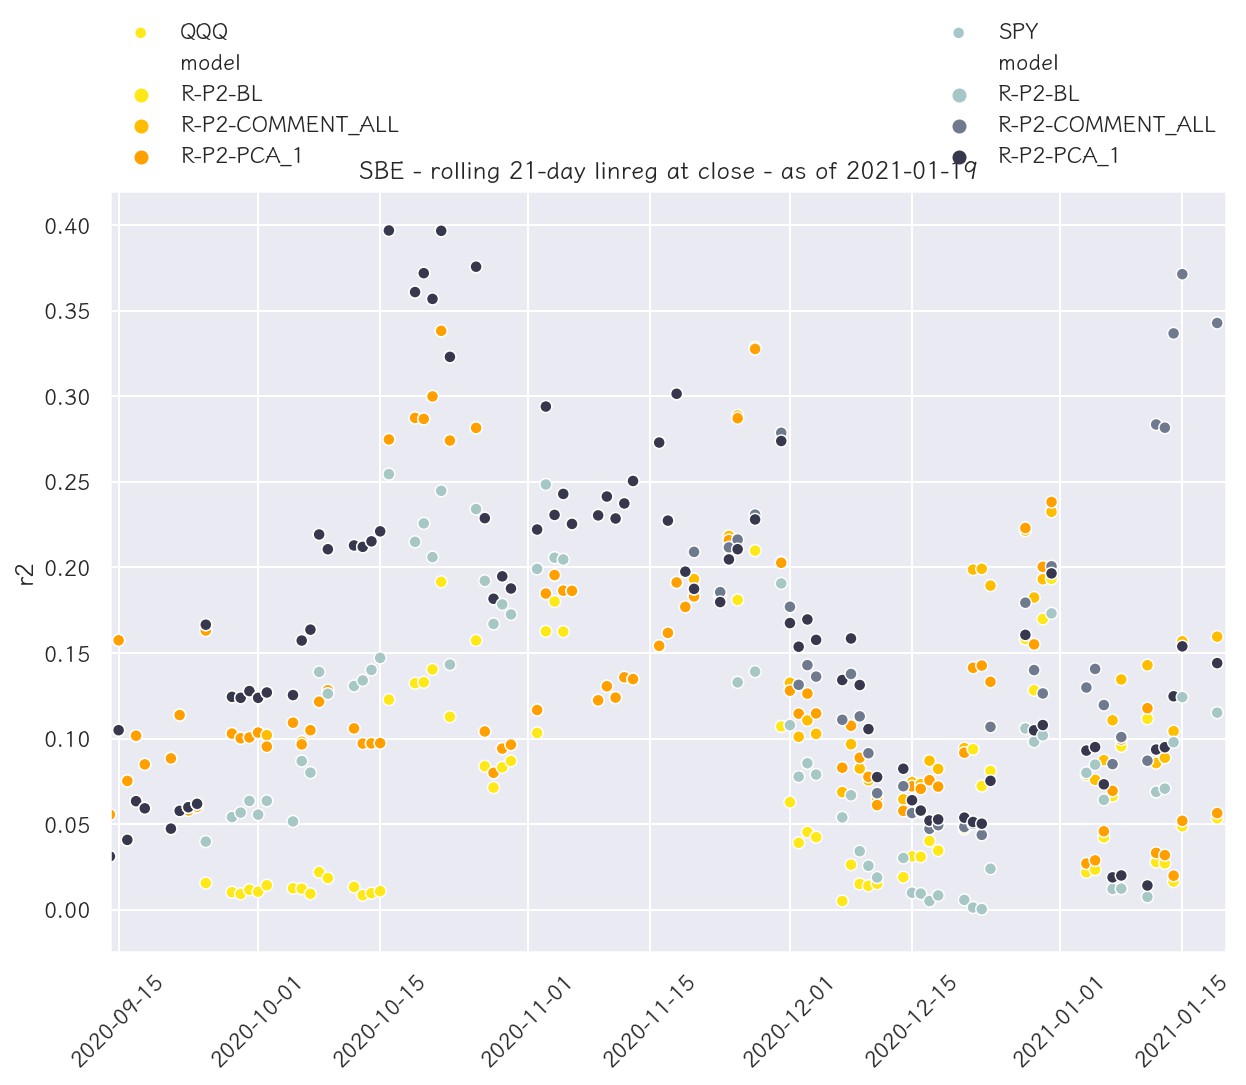 QQQ
model
R-P2-BL
R-P2-COMMENT_ALL
R-P2-PCA_1
SPY
model
R-P2-BL
R-P2-COMMENT_ALL
R-P2-PCA_1
SBE - rolling 21-day linreg at close - as of 2021-01-19
0.40
0.35
0.30
0.25
0.20
0.15
0.10
0.05
0.00
r2
2020-09-15
2020-10-01
2020-10-15
2020-11-01
2020-11-15
2020-12-01
2020-12-15
2021-01-01
2021-01-15